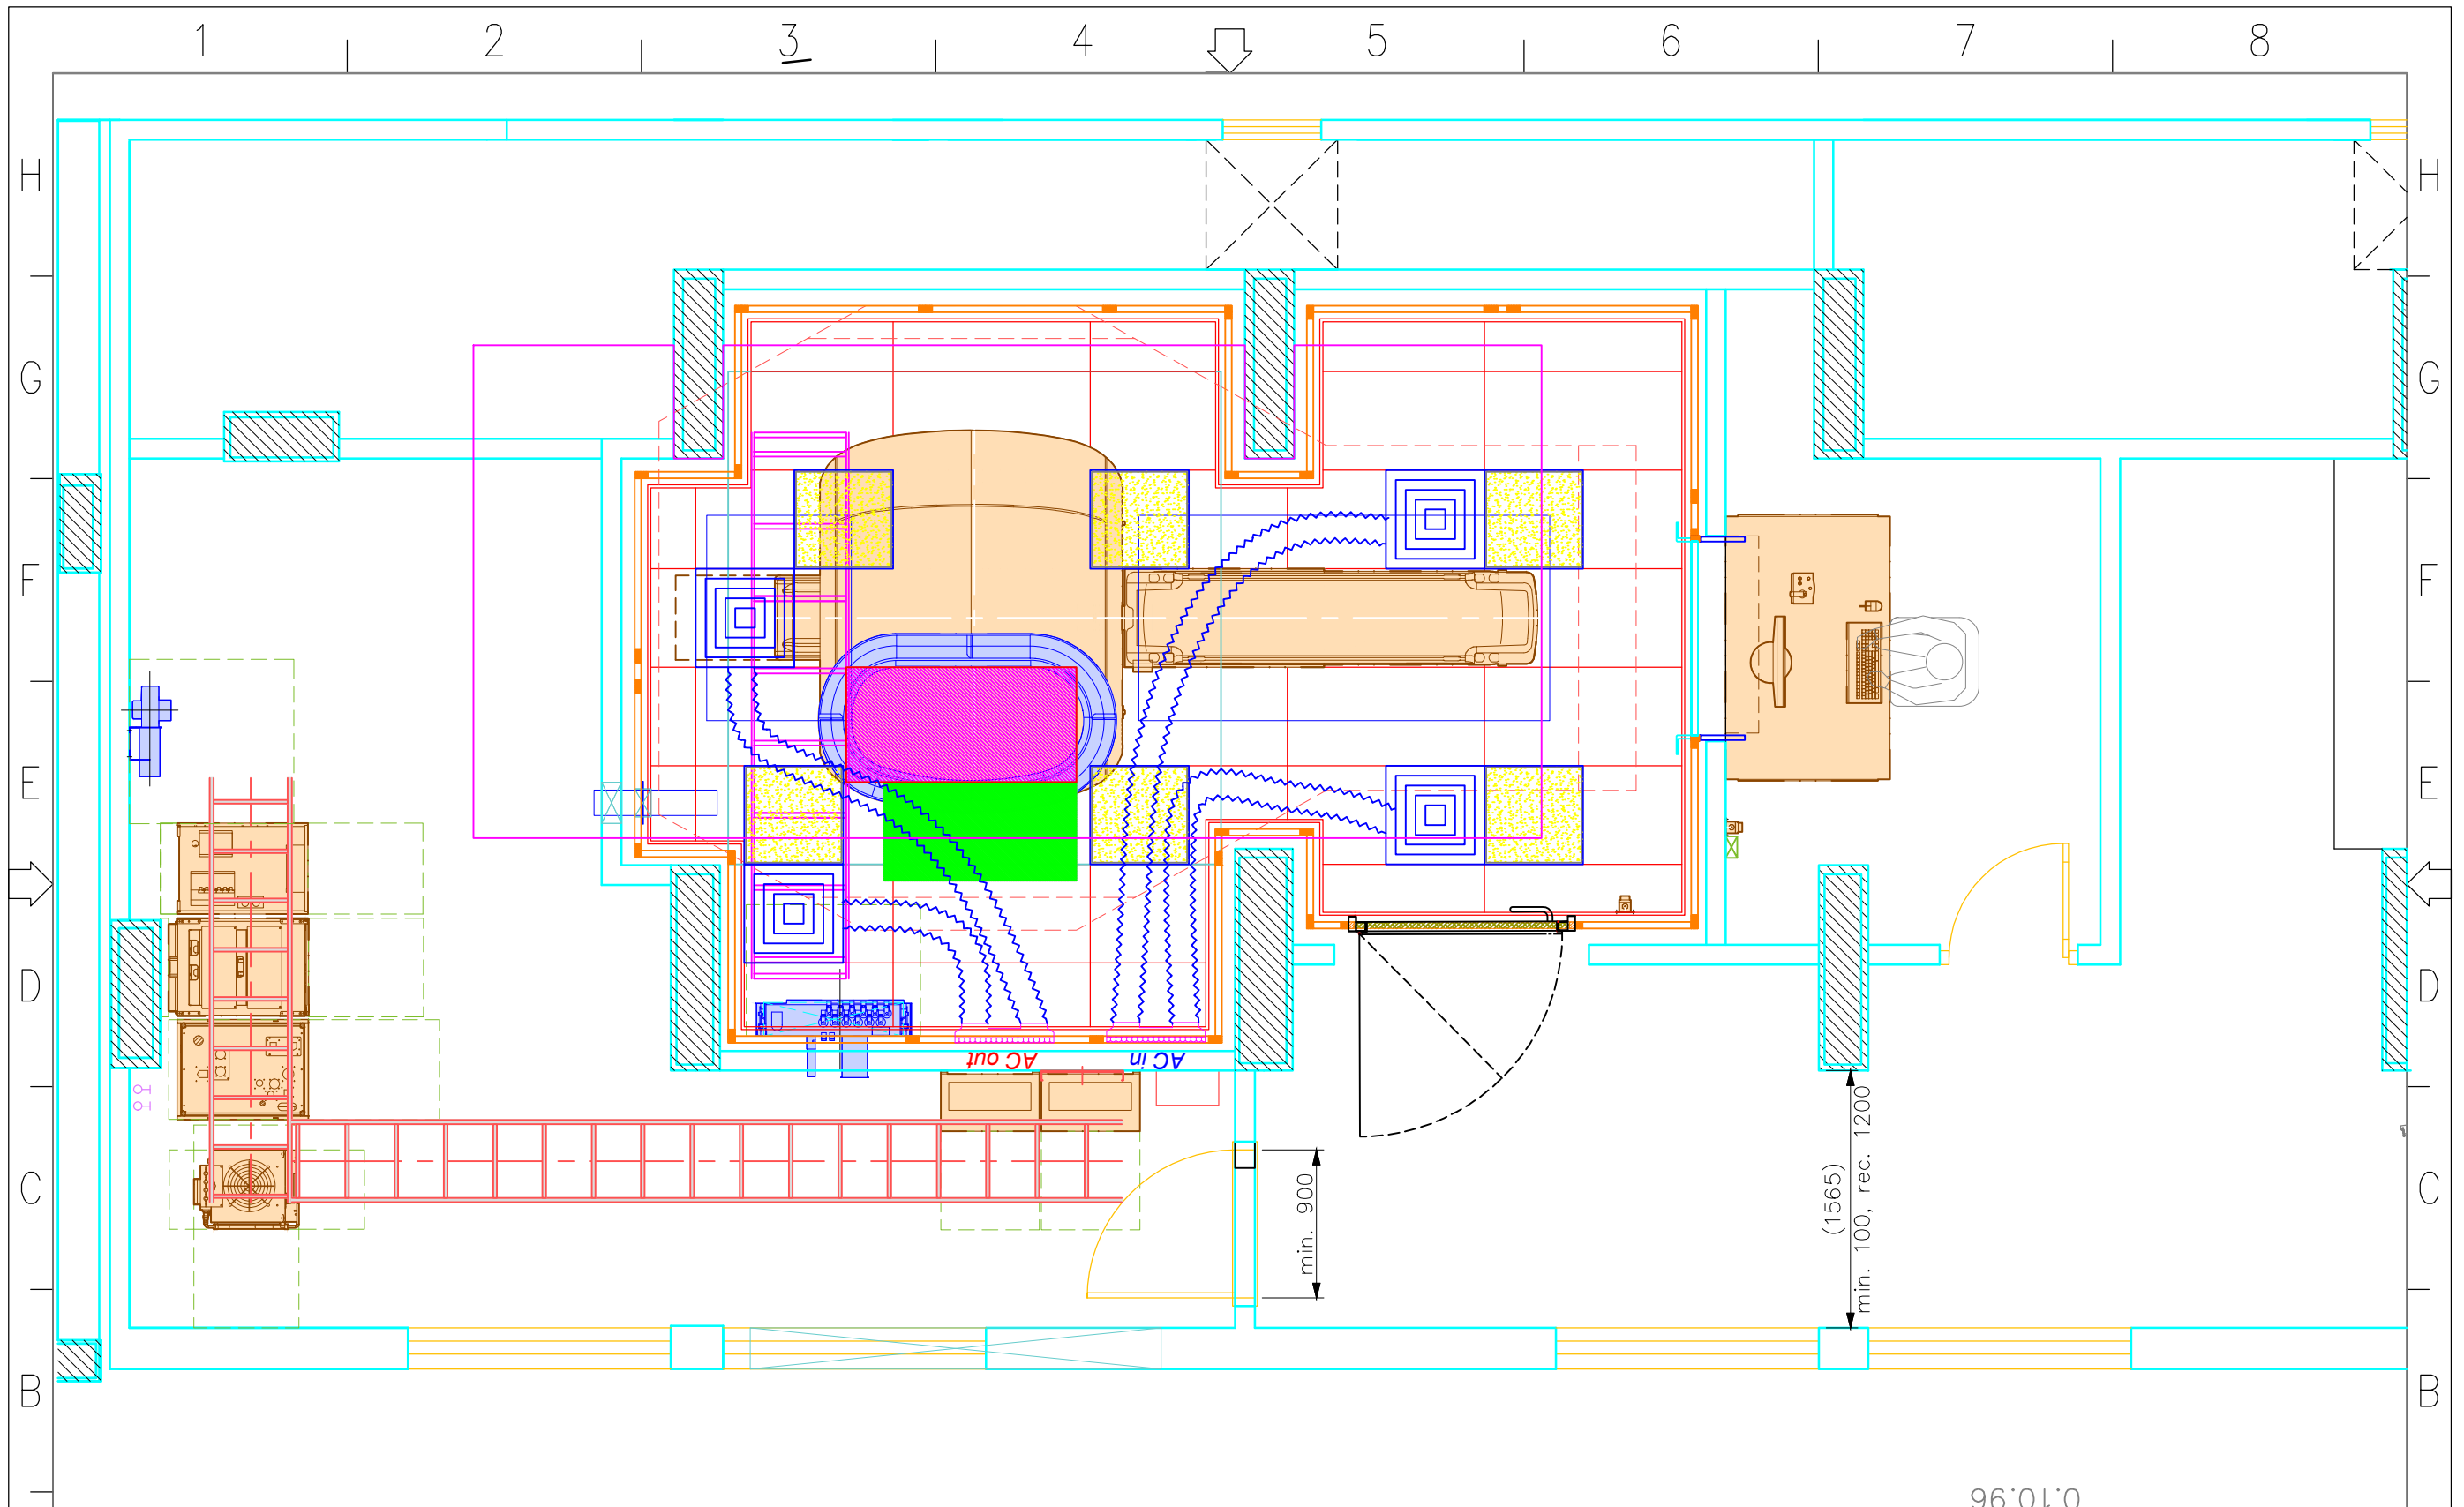 1 2 3 4 5 6 7 8
H H
G G
F F
E E
D D
AC out AC in
C C
min. 900
(1565)
min. 100, rec. 1200
B B
0.10.96